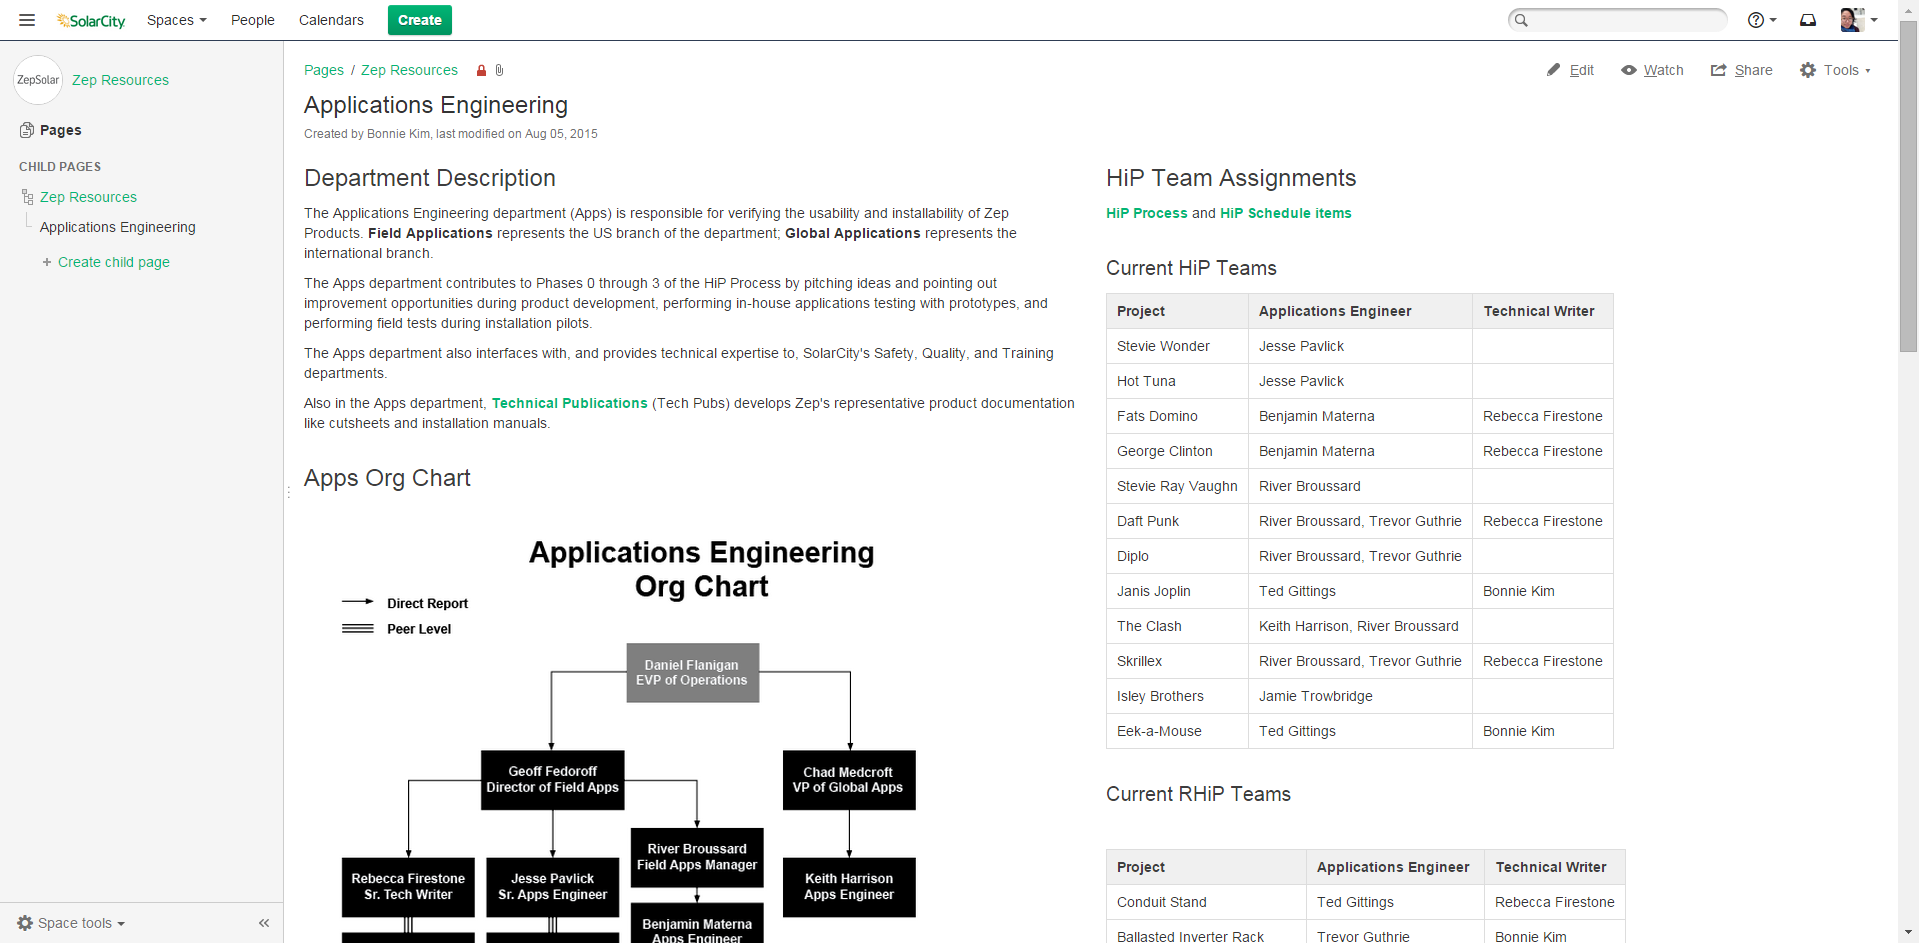 SolarCity Spaces People Calendars Create
ZepSolar Zep Resources
Pages
CHILD PAGES
Zep Resources
Applications Engineering
+ Create child page
Space tools
Pages / Zep Resources
Edit Watch Share Tools
Applications Engineering
Created by Bonnie Kim, last modified on Aug 05, 2015
Department Description
The Applications Engineering department (Apps) is responsible for verifying the usability and installability of Zep
Products. Field Applications represents the US branch of the department; Global Applications represents the
international branch.
The Apps department contributes to Phases 0 through 3 of the HiP Process by pitching ideas and pointing out
improvement opportunities during product development, performing in-house applications testing with prototypes, and
performing field tests during installation pilots.
The Apps department also interfaces with, and provides technical expertise to, SolarCity's Safety, Quality, and Training
departments.
Also in the Apps department, Technical Publications (Tech Pubs) develops Zep's representative product documentation
like cutsheets and installation manuals.
Apps Org Chart
Applications Engineering
Org Chart
Direct Report
Peer Level
Daniel Flanigan
EVP of Operations
Geoff Fedoroff
Director of Field Apps
Chad Medcroft
VP of Global Apps
River Broussard
Field Apps Manager
Rebecca Firestone
Sr. Tech Writer
Jesse Pavlick
Sr. Apps Engineer
Keith Harrison
Apps Engineer
Benjamin Materna
Apps Engineer
HiP Team Assignments
HiP Process and HiP Schedule items
Current HiP Teams
Project Applications Engineer Technical Writer
Stevie Wonder Jesse Pavlick
Hot Tuna Jesse Pavlick
Fats Domino Benjamin Materna Rebecca Firestone
George Clinton Benjamin Materna Rebecca Firestone
Stevie Ray Vaughn River Broussard
Daft Punk River Broussard, Trevor Guthrie Rebecca Firestone
Diplo River Broussard, Trevor Guthrie
Janis Joplin Ted Gittings Bonnie Kim
The Clash Keith Harrison, River Broussard
Skrillex River Broussard, Trevor Guthrie Rebecca Firestone
Isley Brothers Jamie Trowbridge
Eek-a-Mouse Ted Gittings Bonnie Kim
Current RHiP Teams
Project Applications Engineer Technical Writer
Conduit Stand Ted Gittings Rebecca Firestone
Ballasted Inverter Rack Trevor Guthrie Bonnie Kim